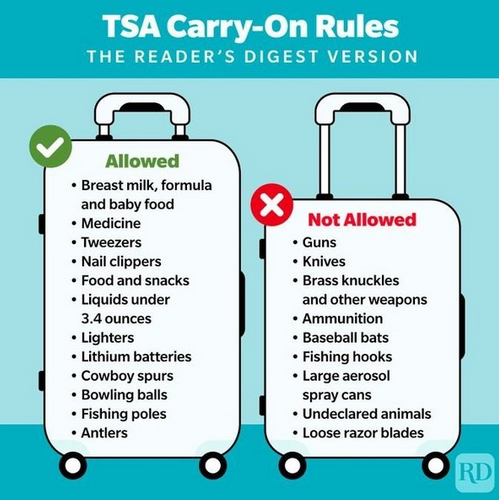 TSA Carry-On Rules
THE READER'S DIGEST VERSION
Allowed
• Breast milk, formula
and baby food
• Medicine
• Tweezers
• Nail clippers
• Food and snacks
• Liquids under
3.4 ounces
• Lighters
• Lithium batteries
• Cowboy spurs
• Bowling balls
• Fishing poles
• Antlers
Not Allowed
• Guns
• Knives
• Brass knuckles
and other weapons
• Ammunition
• Baseball bats
• Fishing hooks
• Large aerosol
spray cans
• Undeclared animals
• Loose razor blades
RD